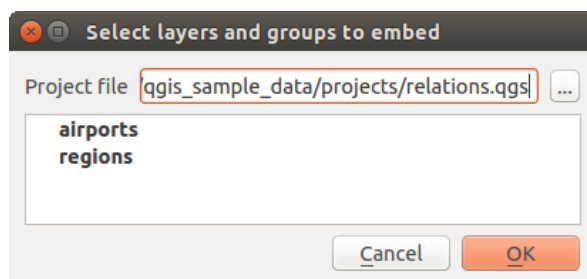 Select layers and groups to embed
Project file /qgis_sample_data/projects/relations.qgs ...
airports
regions
Cancel OK